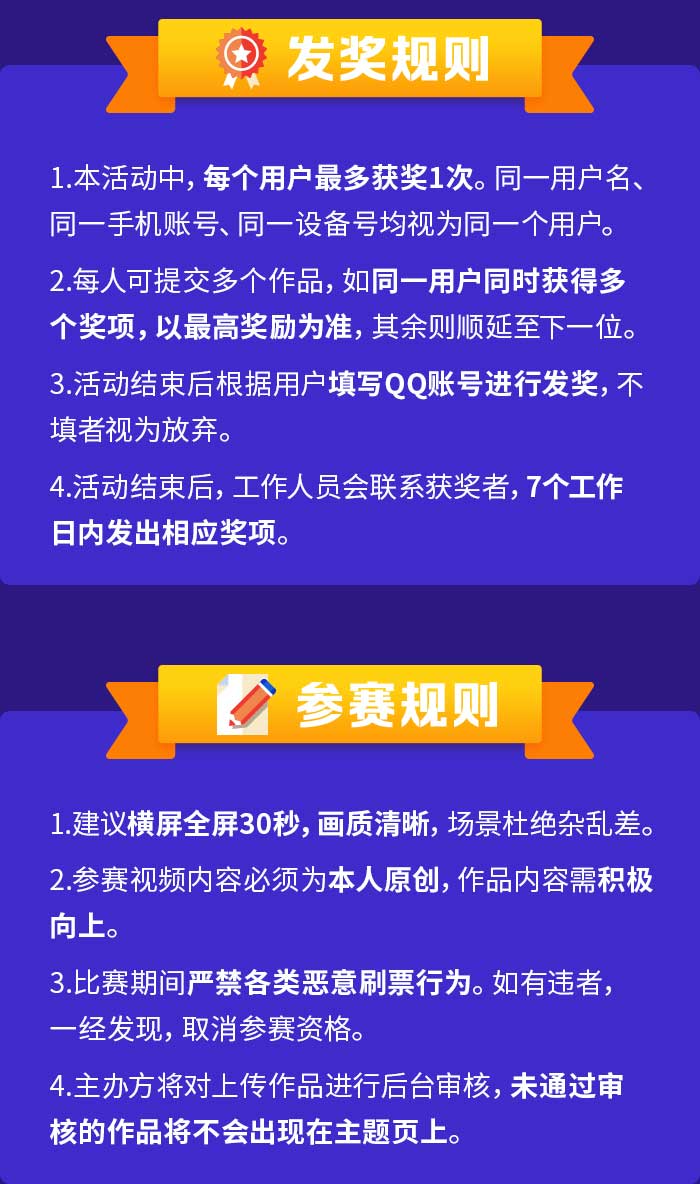 发奖规则
1.本活动中，每个用户最多获奖1次。同一用户名、
同一手机账号、同一设备号均视为同一个用户。
2.每人可提交多个作品，如同一用户同时获得多
个奖项，以最高奖励为准，其余则顺延至下一位。
3.活动结束后根据用户填写QQ账号进行发奖，不
填者视为放弃。
4.活动结束后，工作人员会联系获奖者，7个工作
日内发出相应奖项。
参赛规则
1.建议横屏全屏30秒，画质清晰，场景杜绝杂乱差。
2.参赛视频内容必须为本人原创，作品内容需积极
向上。
3.比赛期间严禁各类恶意刷票行为。如有违者，
一经发现，取消参赛资格。
4.主办方将对上传作品进行后台审核，未通过审
核的作品将不会出现在主题页上。